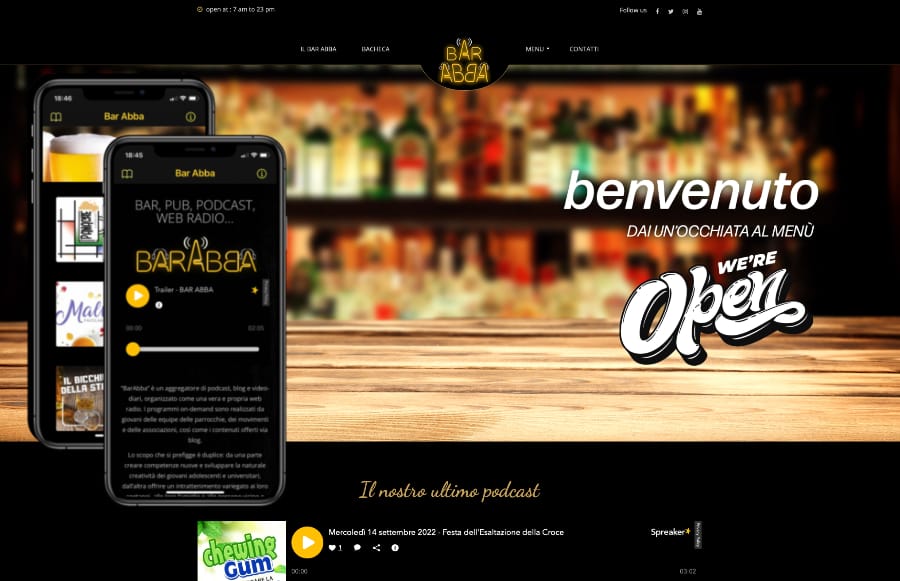 open at : 7 am to 23 pm
Follow us
IL BAR ABBA
BACHECA
BAR
ABBA
MENU
CONTATTI
18:46
Bar Abba
18:45
Bar Abba
BAR, PUB, PODCAST,
WEB RADIO...
BARABBA
Trailer - BAR ABBA
00:00
02:05
"BarAbba" è un aggregatore di podcast, blog e video-
diari, organizzato come una vera e propria web
radio. I programmi on-demand sono realizzati da
giovani delle equipe delle parrocchie, dei movimenti
e delle associazioni, così come i contenuti offerti via
blog.
Lo scopo che si prefigge è duplice: da una parte
creare competenze nuove e sviluppare la naturale
creatività dei giovani adolescenti e universitari,
dall'altra offrire un intrattenimento variegato ai loro
IL BICCHI
DELLA STA
benvenuto
DAI UN'OCCHIATA AL MENÙ
WE'RE
Open
Il nostro ultimo podcast
chewing
Gum
Mercoledì 14 settembre 2022 - Festa dell'Esaltazione della Croce
Spreaker
1
00:00
03:02